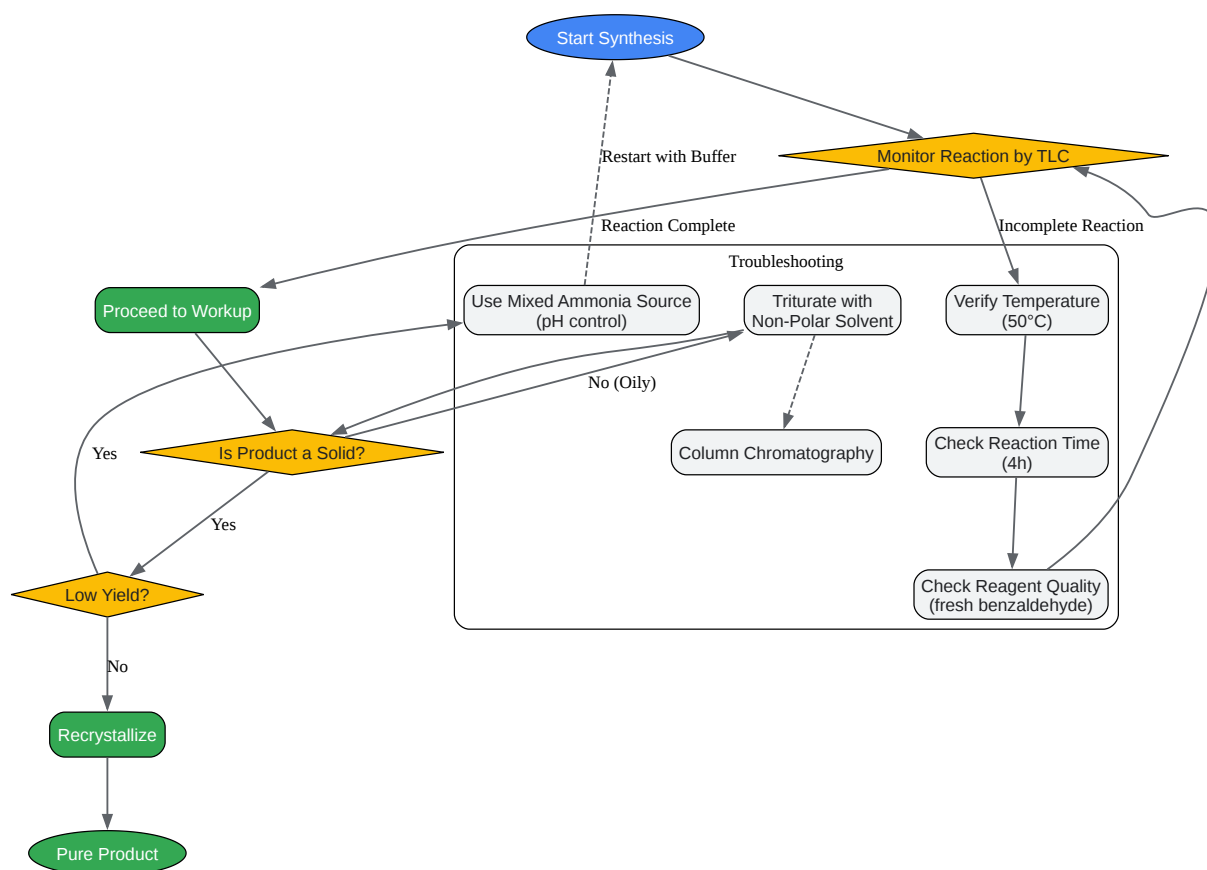 Start Synthesis
Restart with Buffer
Monitor Reaction by TLC
Reaction Complete
Incomplete Reaction
Troubleshooting
Proceed to Workup
Use Mixed Ammonia Source
(pH control)
Triturate with
Non-Polar Solvent
Verify Temperature
(50°C)
No (Oily)
Yes
Is Product a Solid?
Column Chromatography
Check Reaction Time
(4h)
Yes
Low Yield?
Check Reagent Quality
(fresh benzaldehyde)
No
Recrystallize
Pure Product